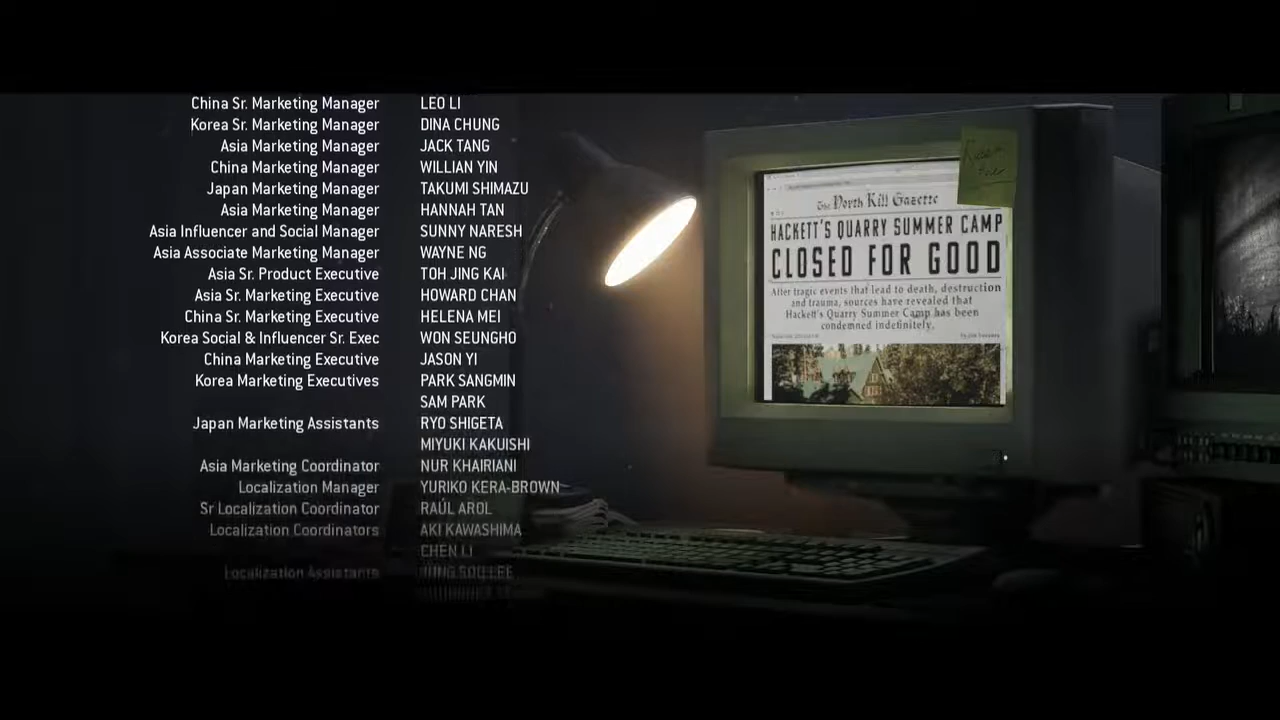 China Sr. Marketing Manager LEO LI
Korea Sr. Marketing Manager DINA CHUNG
Asia Marketing Manager JACK TANG
China Marketing Manager WILLIAN YIN
Japan Marketing Manager TAKUMI SHIMAZU
Asia Marketing Manager HANNAH TAN
Asia Influencer and Social Manager SUNNY NARESH
Asia Associate Marketing Manager WAYNE NG
Asia Sr. Product Executive TOH JING KAI
Asia Sr. Marketing Executive HOWARD CHAN
China Sr. Marketing Executive HELENA MEI
Korea Social & Influencer Sr. Exec WON SEUNGHO
China Marketing Executive JASON YI
Korea Marketing Executives PARK SANGMIN
SAM PARK
Japan Marketing Assistants RYO SHIGETA
MIYUKI KAKUISHI
Asia Marketing Coordinator NUR KHAIRIANI
Localization Manager YURIKO KERA-BROWN
Sr Localization Coordinator RAÚL AROL
Localization Coordinators AKI KAWASHIMA
CHEN LI
Localization Assistants JUNG SOO LEE
The North Kill Gazette
HACKETT'S QUARRY SUMMER CAMP
CLOSED FOR GOOD
After tragic events that lead to death, destruction
and trauma, sources have revealed that
Hackett's Quarry Summer Camp has been
condemned indefinitely.